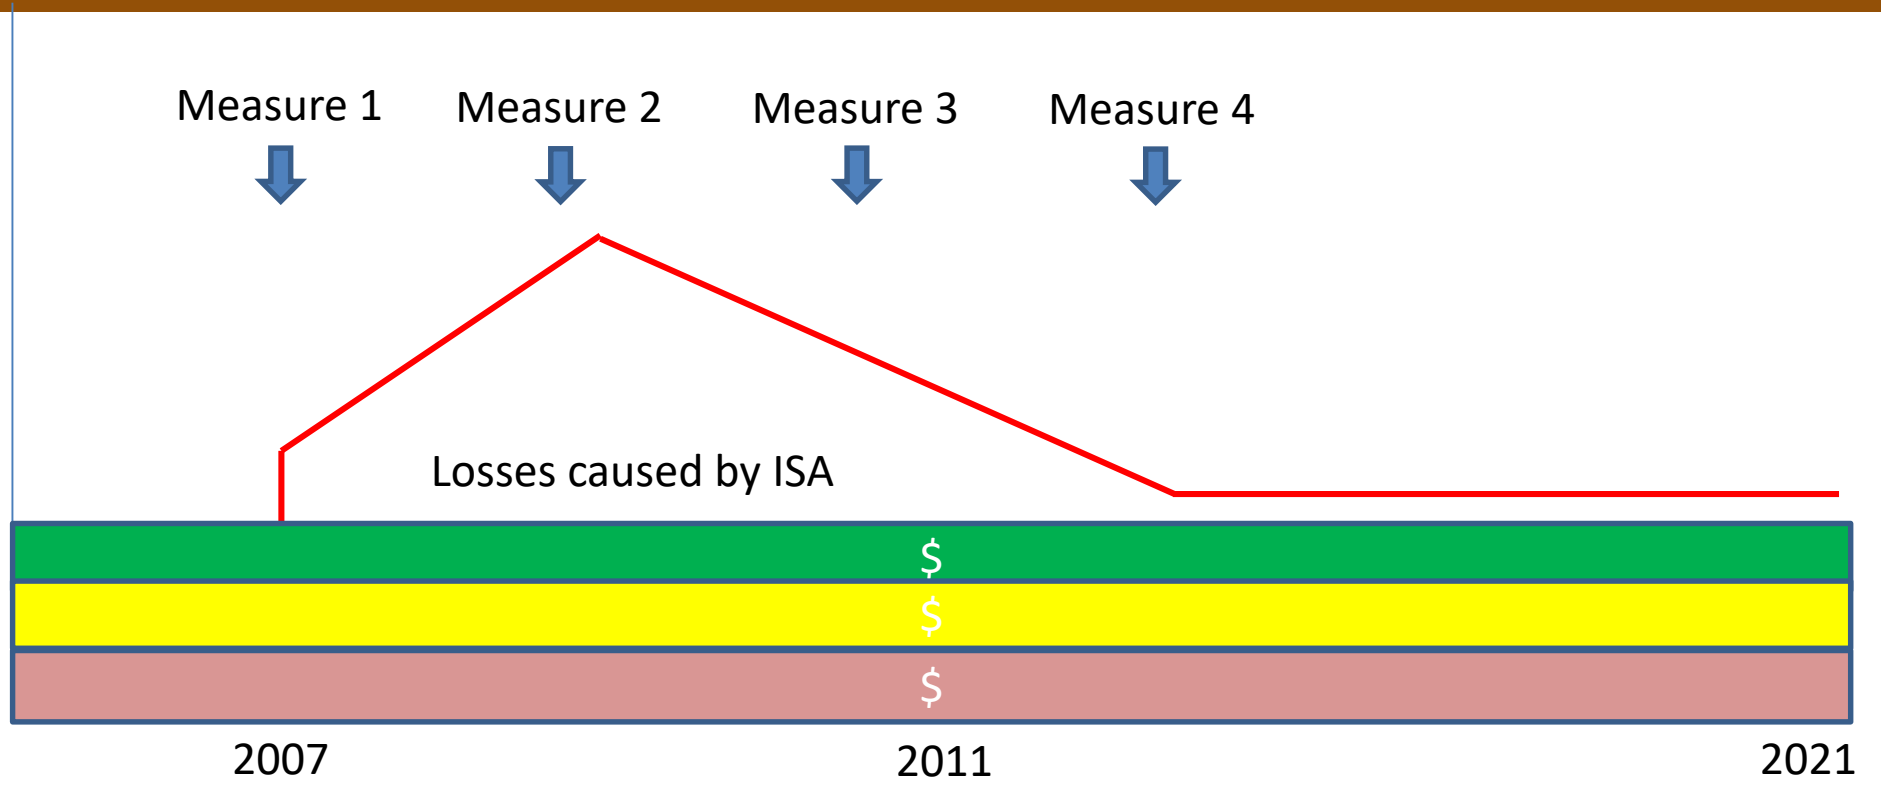 Measure 1
Measure 2
Measure 3
Measure 4
Losses caused by ISA
$
$
$
2007
2011
2021